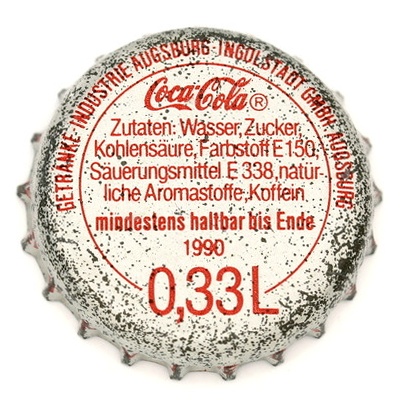 GETRÄNKE INDUSTRIE AUGSBURG-INGOLSTADT GMBH AUGSBURG
Coca-Cola ®
Zutaten: Wasser, Zucker,
Kohlensäure, Farbstoff E 150,
Säuerungsmittel E 338, natür-
liche Aromastoffe, Koffein
mindestens haltbar bis Ende
1990
0,33L